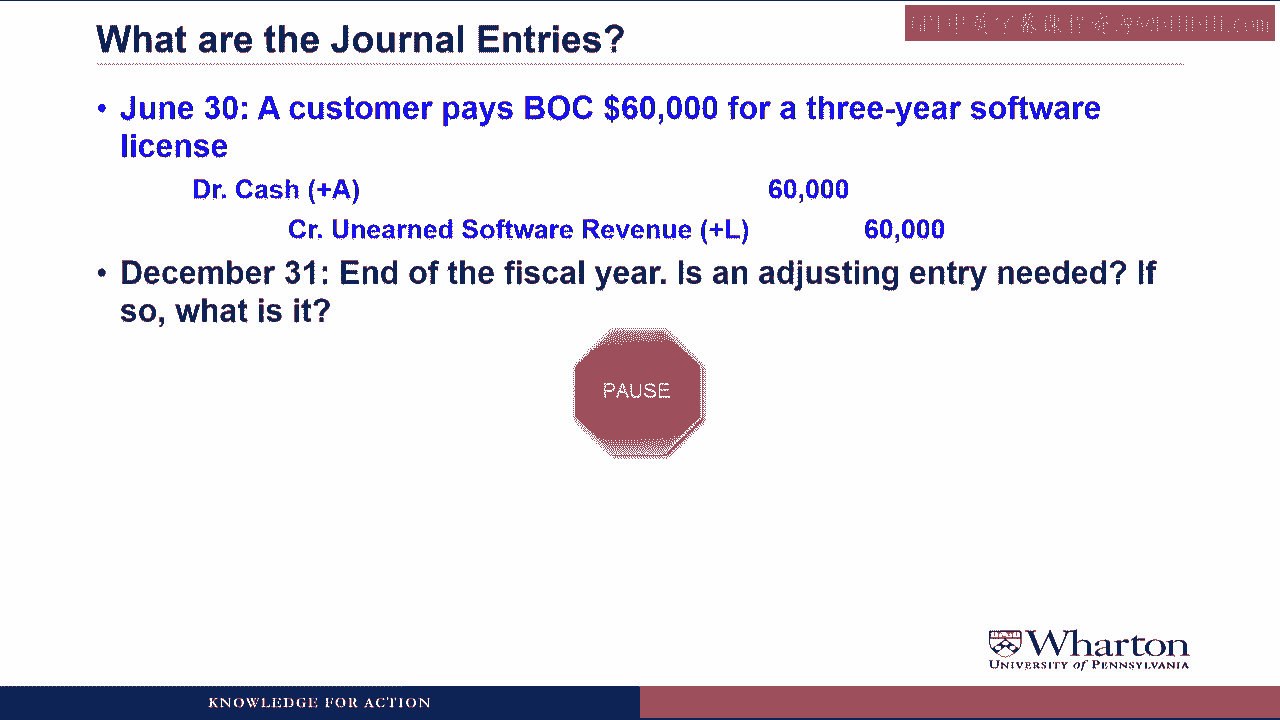 What are the Journal Entries?
• June 30: A customer pays BOC $60,000 for a three-year software
license
Dr. Cash (+A) 60,000
Cr. Unearned Software Revenue (+L) 60,000
• December 31: End of the fiscal year. Is an adjusting entry needed? If
so, what is it?
PAUSE
Wharton
UNIVERSITY of PENNSYLVANIA
KNOWLEDGE FOR ACTION